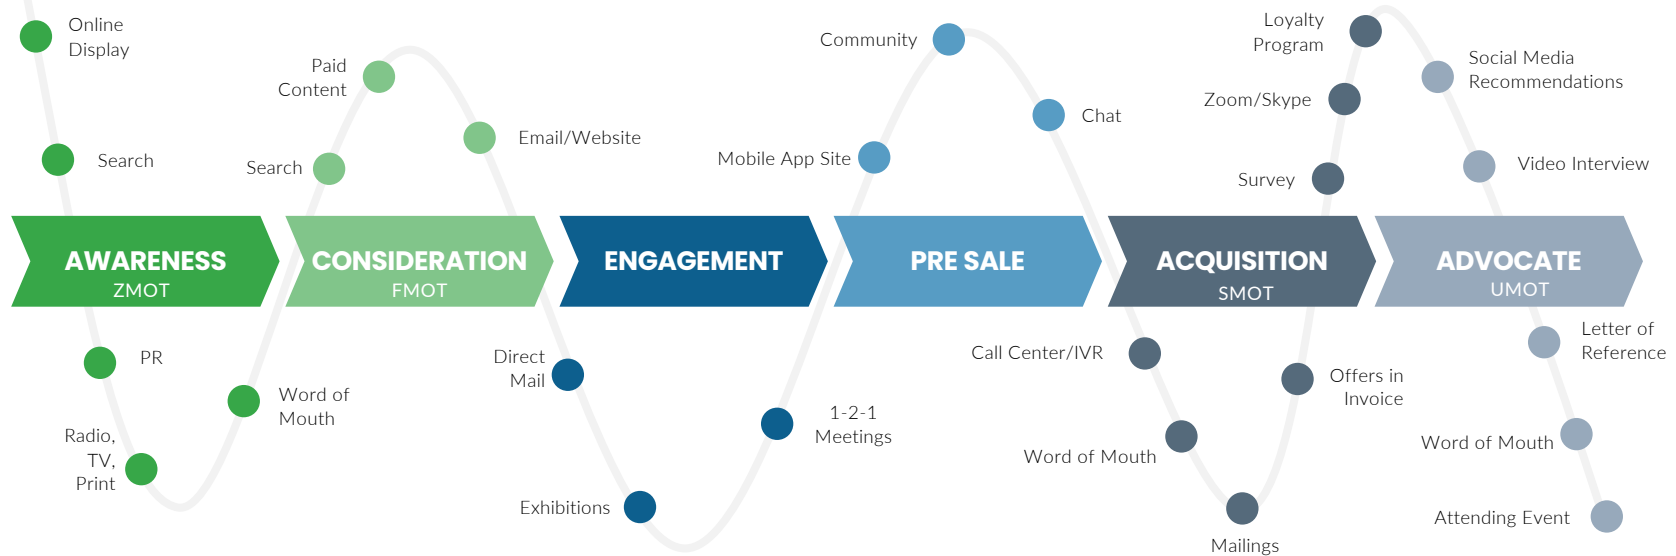 Online
Display
Search
Paid
Content
Search
Email/Website
Community
Mobile App Site
Chat
Loyalty
Program
Zoom/Skype
Survey
Social Media
Recommendations
Video Interview
AWARENESS
ZMOT
CONSIDERATION
FMOT
ENGAGEMENT
PRE SALE
ACQUISITION
SMOT
ADVOCATE
UMOT
PR
Radio,
TV,
Print
Word of
Mouth
Direct
Mail
Exhibitions
1-2-1
Meetings
Call Center/IVR
Word of Mouth
Mailings
Offers in
Invoice
Letter of
Reference
Word of Mouth
Attending Event